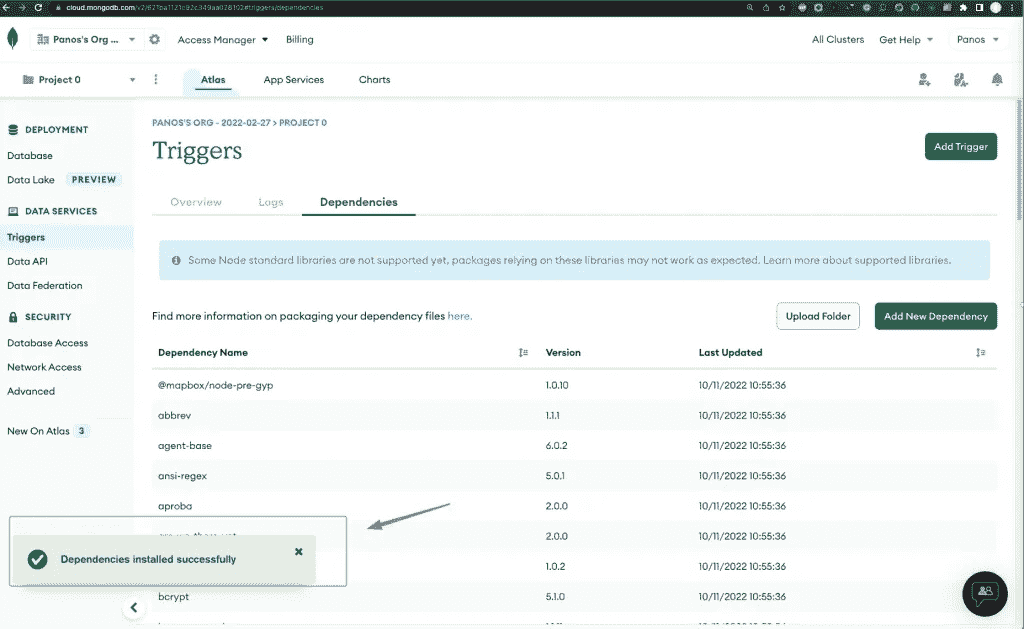 cloud.mongodb.com
Panos's Org ...
Access Manager
Billing
All Clusters
Get Help
Panos
Project 0
Atlas
App Services
Charts
DEPLOYMENT
Database
Data Lake PREVIEW
DATA SERVICES
Triggers
Data API
Data Federation
SECURITY
Database Access
Network Access
Advanced
New On Atlas 3
PANOS'S ORG - 2022-02-27 > PROJECT 0
Triggers
Add Trigger
Overview
Logs
Dependencies
Some Node standard libraries are not supported yet, packages relying on these libraries may not work as expected. Learn more about supported libraries.
Find more information on packaging your dependency files here.
Upload Folder
Add New Dependency
Dependency Name Version Last Updated
@mapbox/node-pre-gyp 1.0.10 10/11/2022 10:55:36
abbrev 1.1.1 10/11/2022 10:55:36
agent-base 6.0.2 10/11/2022 10:55:36
ansi-regex 5.0.1 10/11/2022 10:55:36
aproba 2.0.0 10/11/2022 10:55:36
2.0.0 10/11/2022 10:55:36
1.0.2 10/11/2022 10:55:36
bcrypt 5.1.0 10/11/2022 10:55:36
Dependencies installed successfully